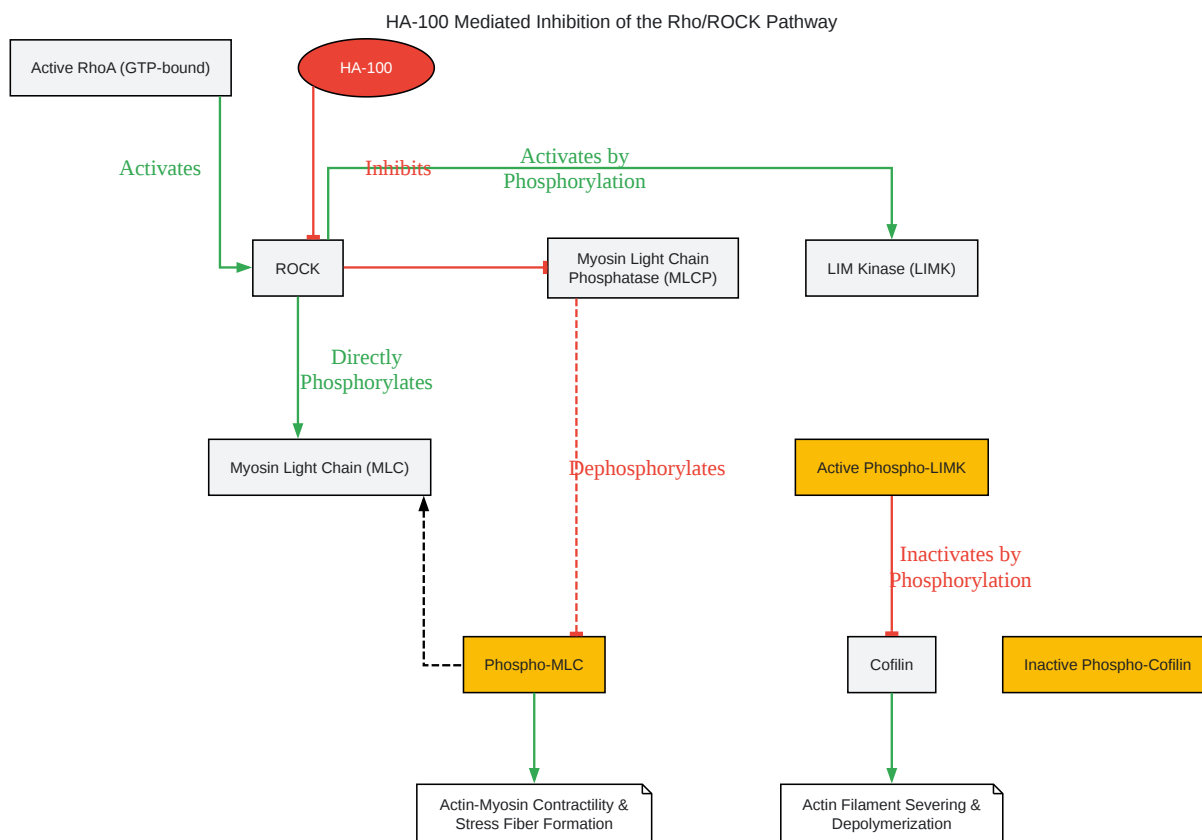 HA-100 Mediated Inhibition of the Rho/ROCK Pathway
Active RhoA (GTP-bound)
HA-100
Activates
Inhibits
Activates by
Phosphorylation
ROCK
Myosin Light Chain
Phosphatase (MLCP)
LIM Kinase (LIMK)
Directly
Phosphorylates
Myosin Light Chain (MLC)
Dephosphorylates
Active Phospho-LIMK
Inactivates by
Phosphorylation
Phospho-MLC
Cofilin
Inactive Phospho-Cofilin
Actin-Myosin Contractility &
Stress Fiber Formation
Actin Filament Severing &
Depolymerization